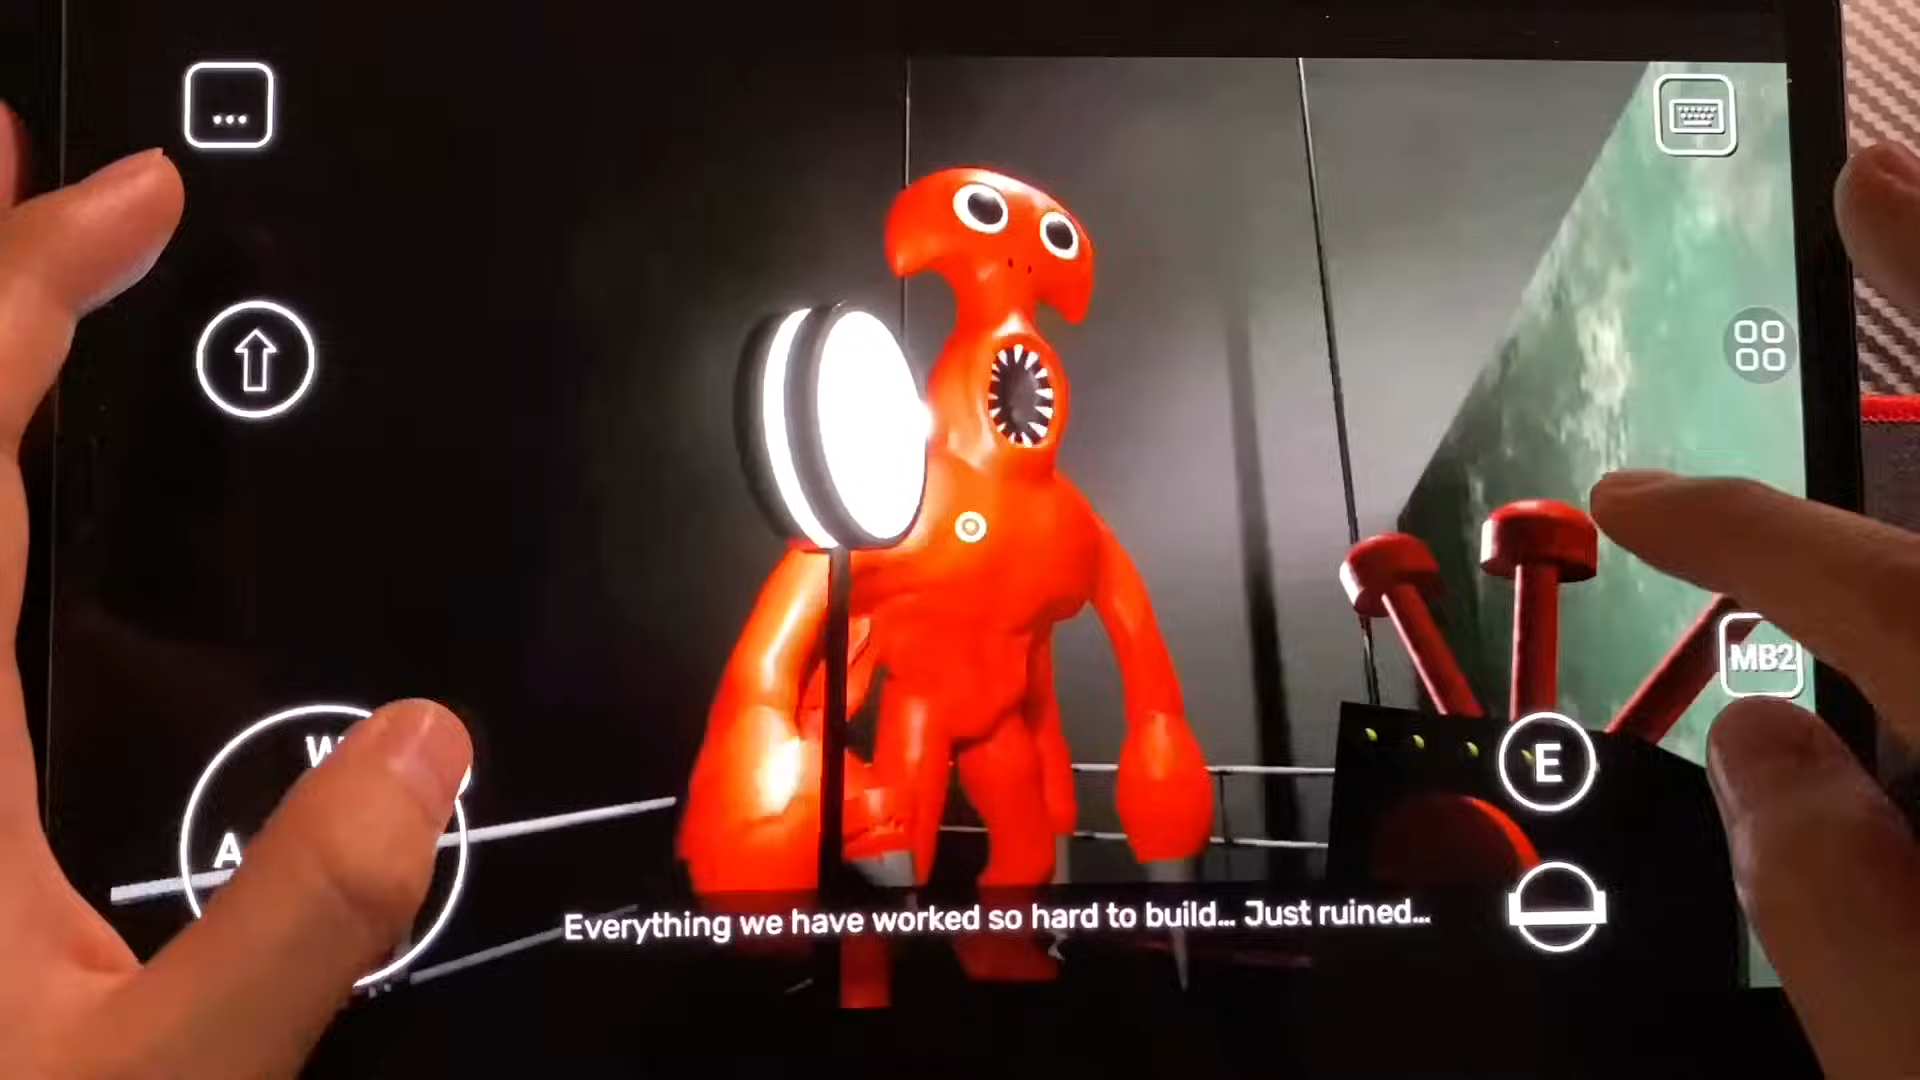 ...
W
A
MB2
E
Everything we have worked so hard to build... Just ruined...